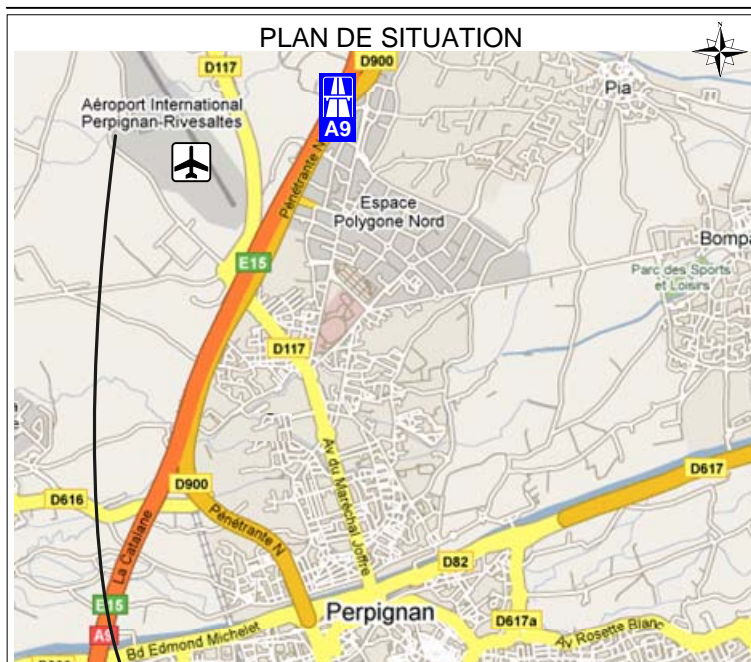 PLAN DE SITUATION
D900
D117
Pia
Aéroport International
Perpignan-Rivesaltes
A9
Pénétrante N
Espace
Polygone Nord
Bompa
E15
Parc des Sports
et Loisirs
D117
Av du Maréchal Joffre
D617
D900
D616
Pénétrante N
La Catalane
D82
E15
Perpignan
D617a
A9
Bd Edmond Michelet
Av Rosette Blanc